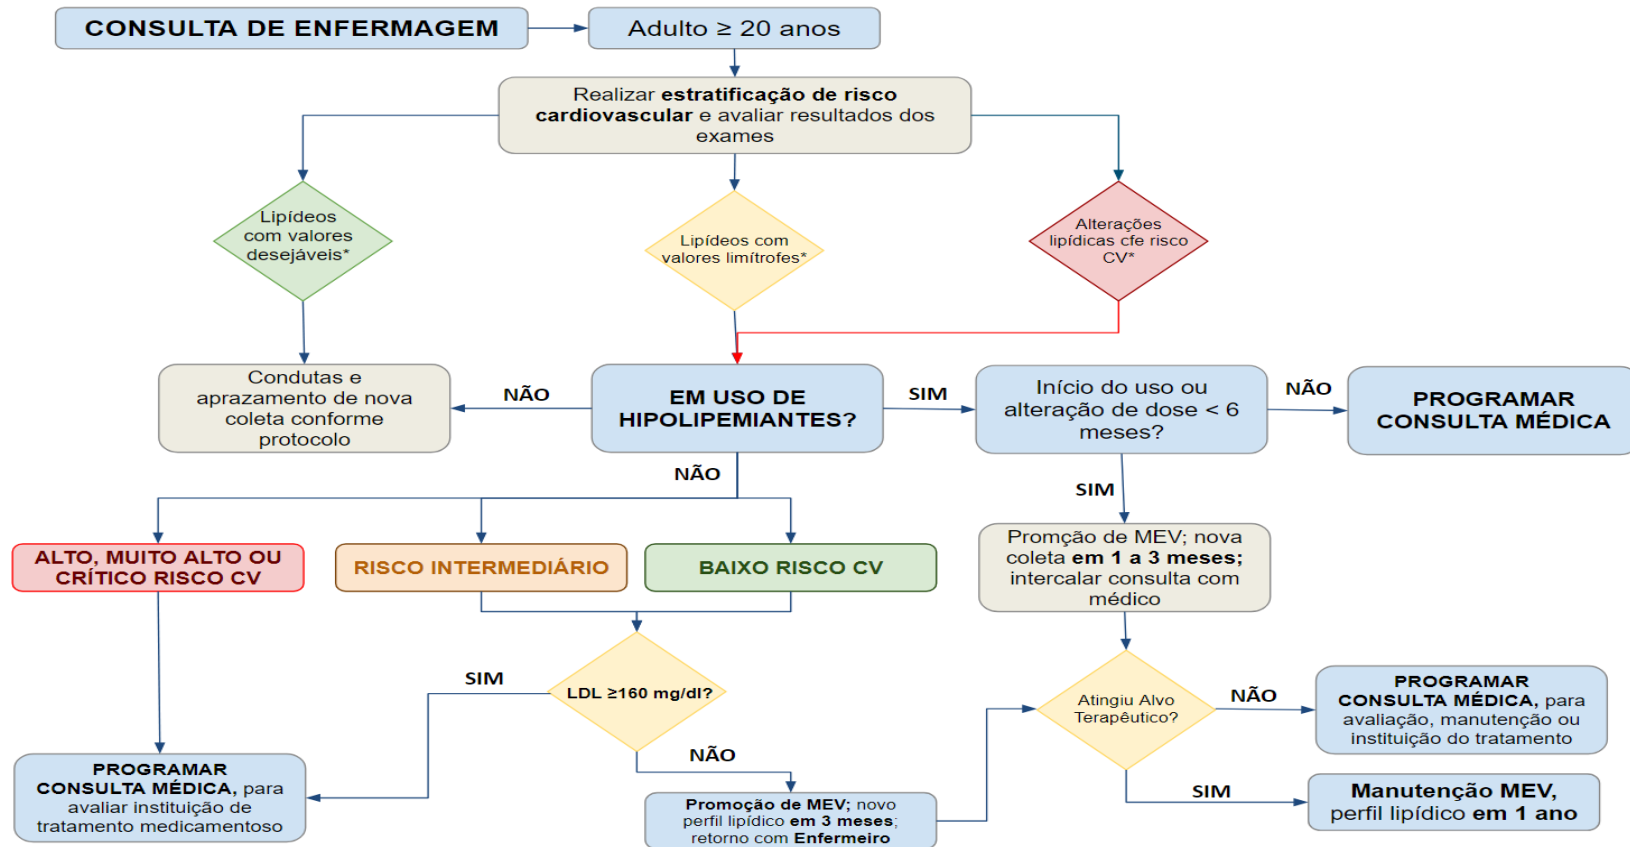 CONSULTA DE ENFERMAGEM
Adulto ≥ 20 anos
Realizar estratificação de risco
cardiovascular e avaliar resultados dos
exames
Lipídeos
com valores
desejáveis*
Lipídeos com
valores limítrofes*
Alterações
lipídicas cfe risco
CV*
Condutas e
aprazamento de nova
coleta conforme
protocolo
NÃO
EM USO DE
HIPOLIPEMIANTES?
SIM
Início do uso ou
alteração de dose < 6
meses?
NÃO
PROGRAMAR
CONSULTA MÉDICA
NÃO
SIM
ALTO, MUITO ALTO OU
CRÍTICO RISCO CV
RISCO INTERMEDIÁRIO
BAIXO RISCO CV
Promção de MEV; nova
coleta em 1 a 3 meses;
intercalar consulta com
médico
SIM
LDL ≥160 mg/dl?
NÃO
Atingiu Alvo
Terapêutico?
NÃO
PROGRAMAR
CONSULTA MÉDICA, para
avaliação, manutenção ou
instituição do tratamento
PROGRAMAR
CONSULTA MÉDICA, para
avaliar instituição de
tratamento medicamentoso
Promoção de MEV; novo
perfil lipídico em 3 meses;
retorno com Enfermeiro
SIM
Manutenção MEV,
perfil lipídico em 1 ano